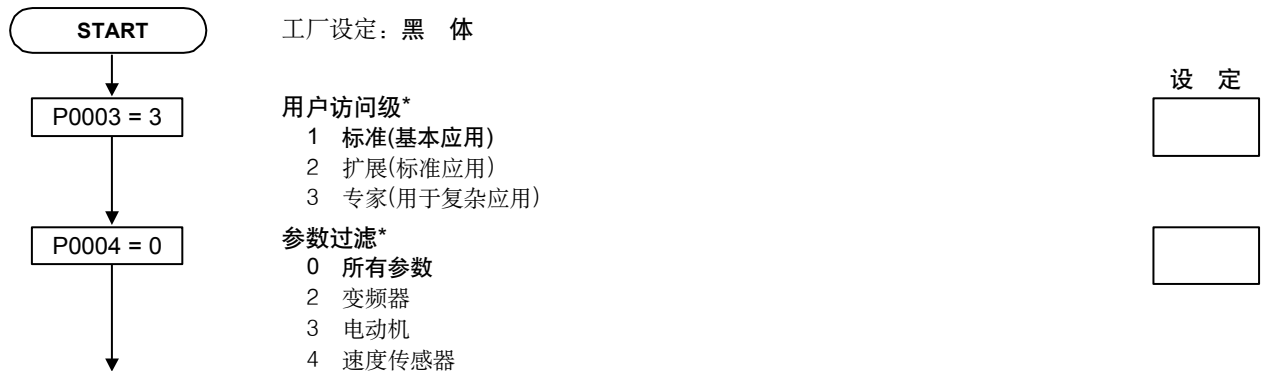 START
工厂设定：黑 体
设 定
P0003 = 3
用户访问级*
1 标准(基本应用)
2 扩展(标准应用)
3 专家(用于复杂应用)
P0004 = 0
参数过滤*
0 所有参数
2 变频器
3 电动机
4 速度传感器